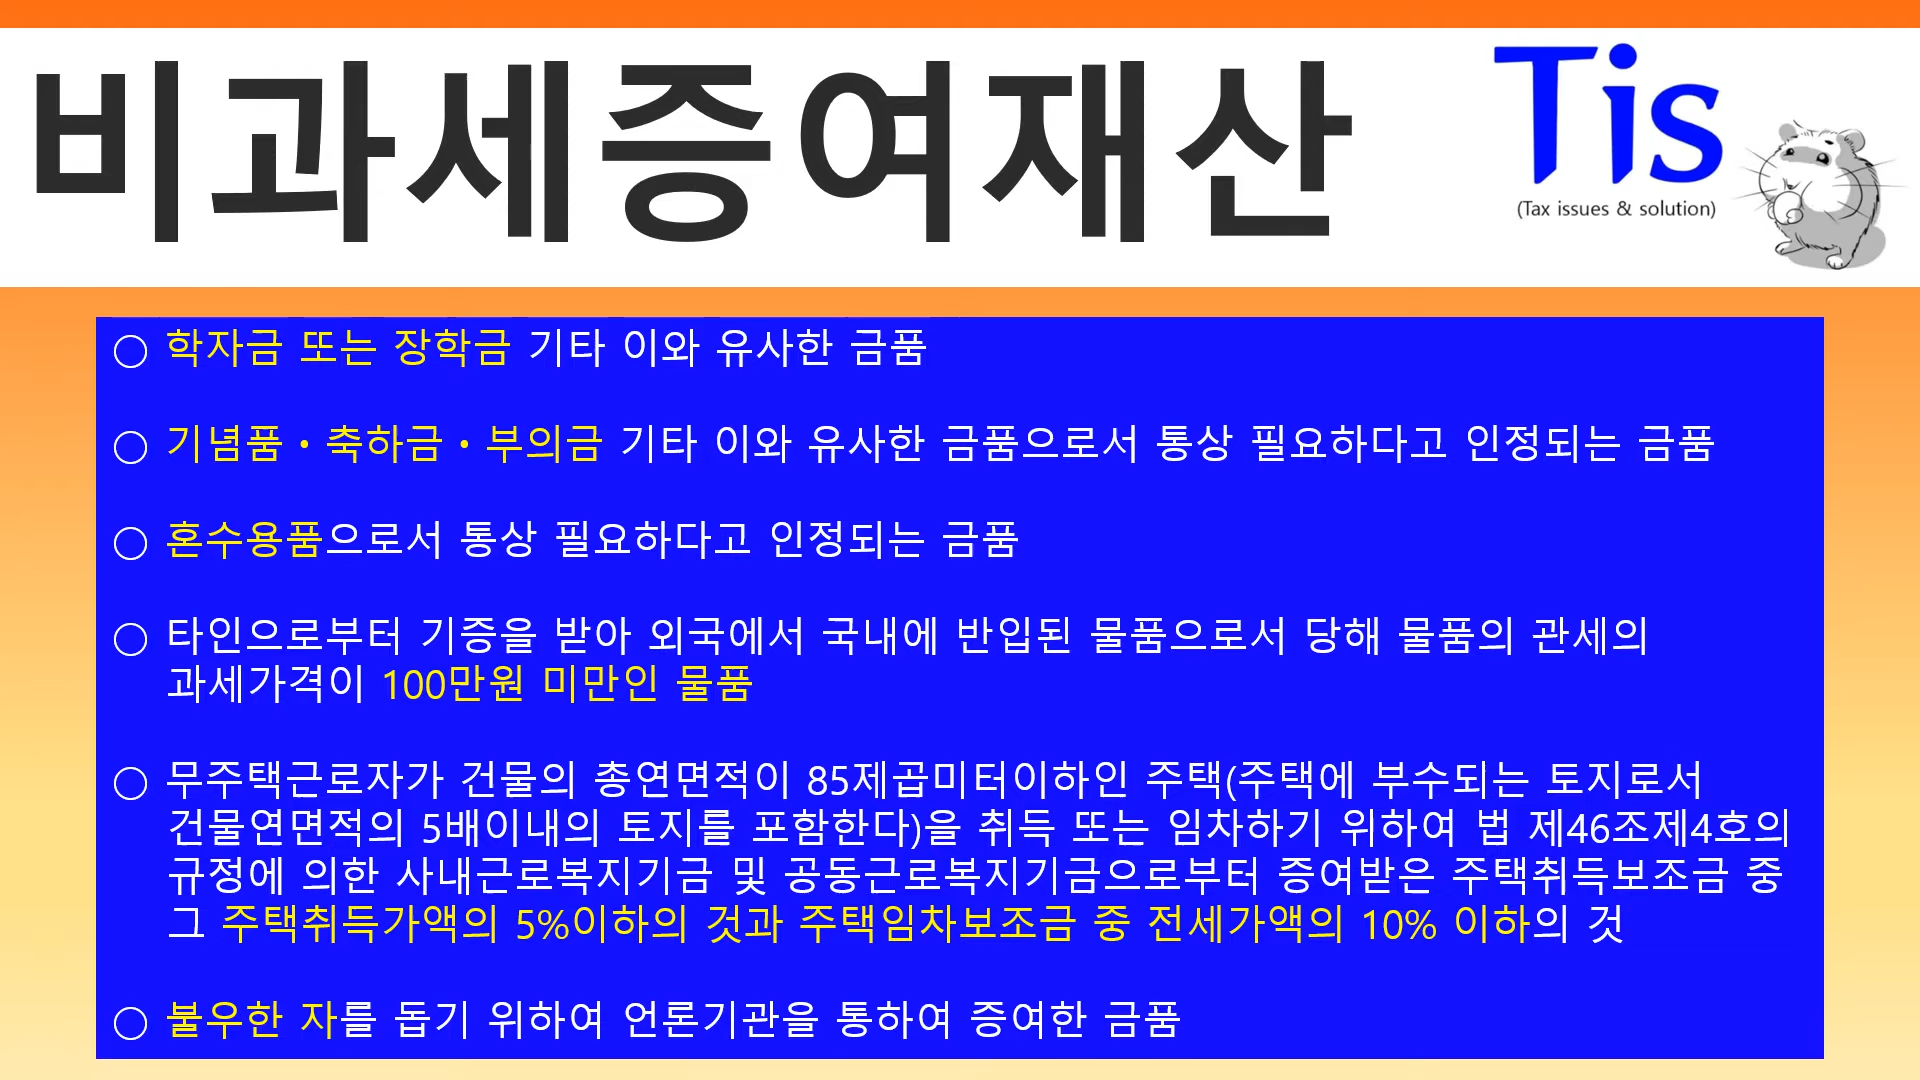 비과세증여재산
Tis
(Tax issues & solution)
○ 학자금 또는 장학금 기타 이와 유사한 금품
○ 기념품·축하금·부의금 기타 이와 유사한 금품으로서 통상 필요하다고 인정되는 금품
○ 혼수용품으로서 통상 필요하다고 인정되는 금품
○ 타인으로부터 기증을 받아 외국에서 국내에 반입된 물품으로서 당해 물품의 관세의
과세가격이 100만원 미만인 물품
○ 무주택근로자가 건물의 총연면적이 85제곱미터이하인 주택(주택에 부수되는 토지로서
건물연면적의 5배이내의 토지를 포함한다)을 취득 또는 임차하기 위하여 법 제46조제4호의
규정에 의한 사내근로복지기금 및 공동근로복지기금으로부터 증여받은 주택취득보조금 중
그 주택취득가액의 5%이하의 것과 주택임차보조금 중 전세가액의 10% 이하의 것
○ 불우한 자를 돕기 위하여 언론기관을 통하여 증여한 금품